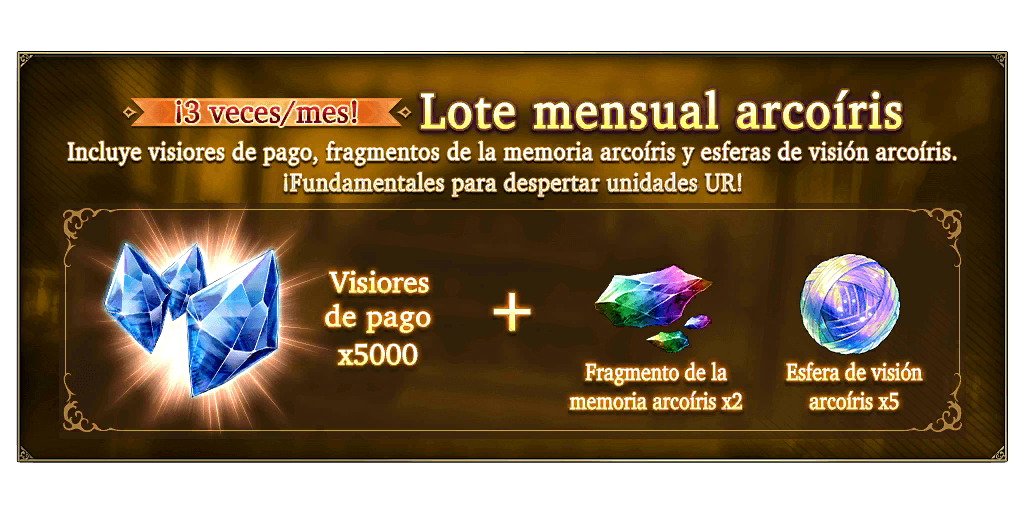 ¡3 veces/mes!
Lote mensual arcoíris
Incluye visiores de pago, fragmentos de la memoria arcoíris y esferas de visión arcoíris.
¡Fundamentales para despertar unidades UR!
Visiores
de pago
x5000
+
Fragmento de la
memoria arcoíris x2
Esfera de visión
arcoíris x5